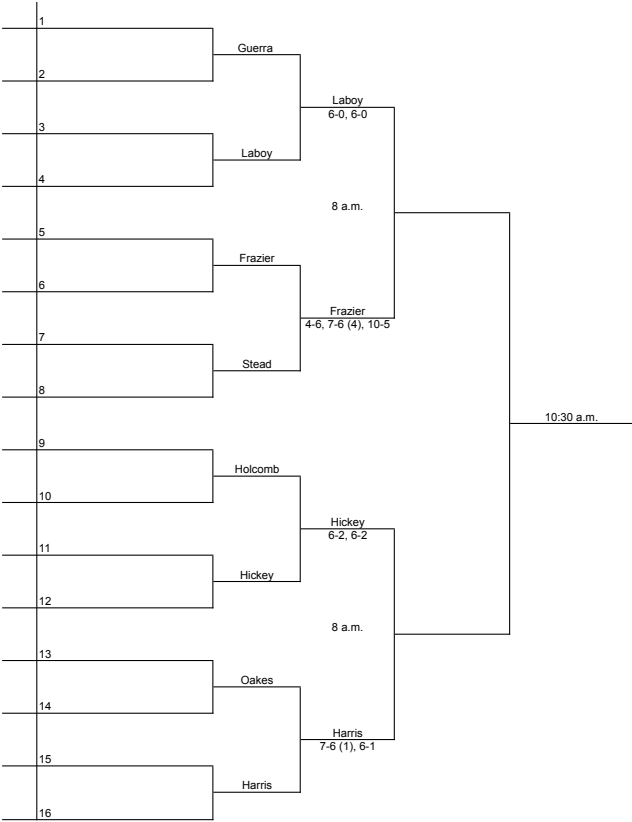 1
Guerra
2
Laboy
6-0, 6-0
3
Laboy
4
8 a.m.
5
Frazier
6
Frazier
4-6, 7-6 (4), 10-5
7
Stead
8
10:30 a.m.
9
Holcomb
10
Hickey
6-2, 6-2
11
Hickey
12
8 a.m.
13
Oakes
14
Harris
7-6 (1), 6-1
15
Harris
16